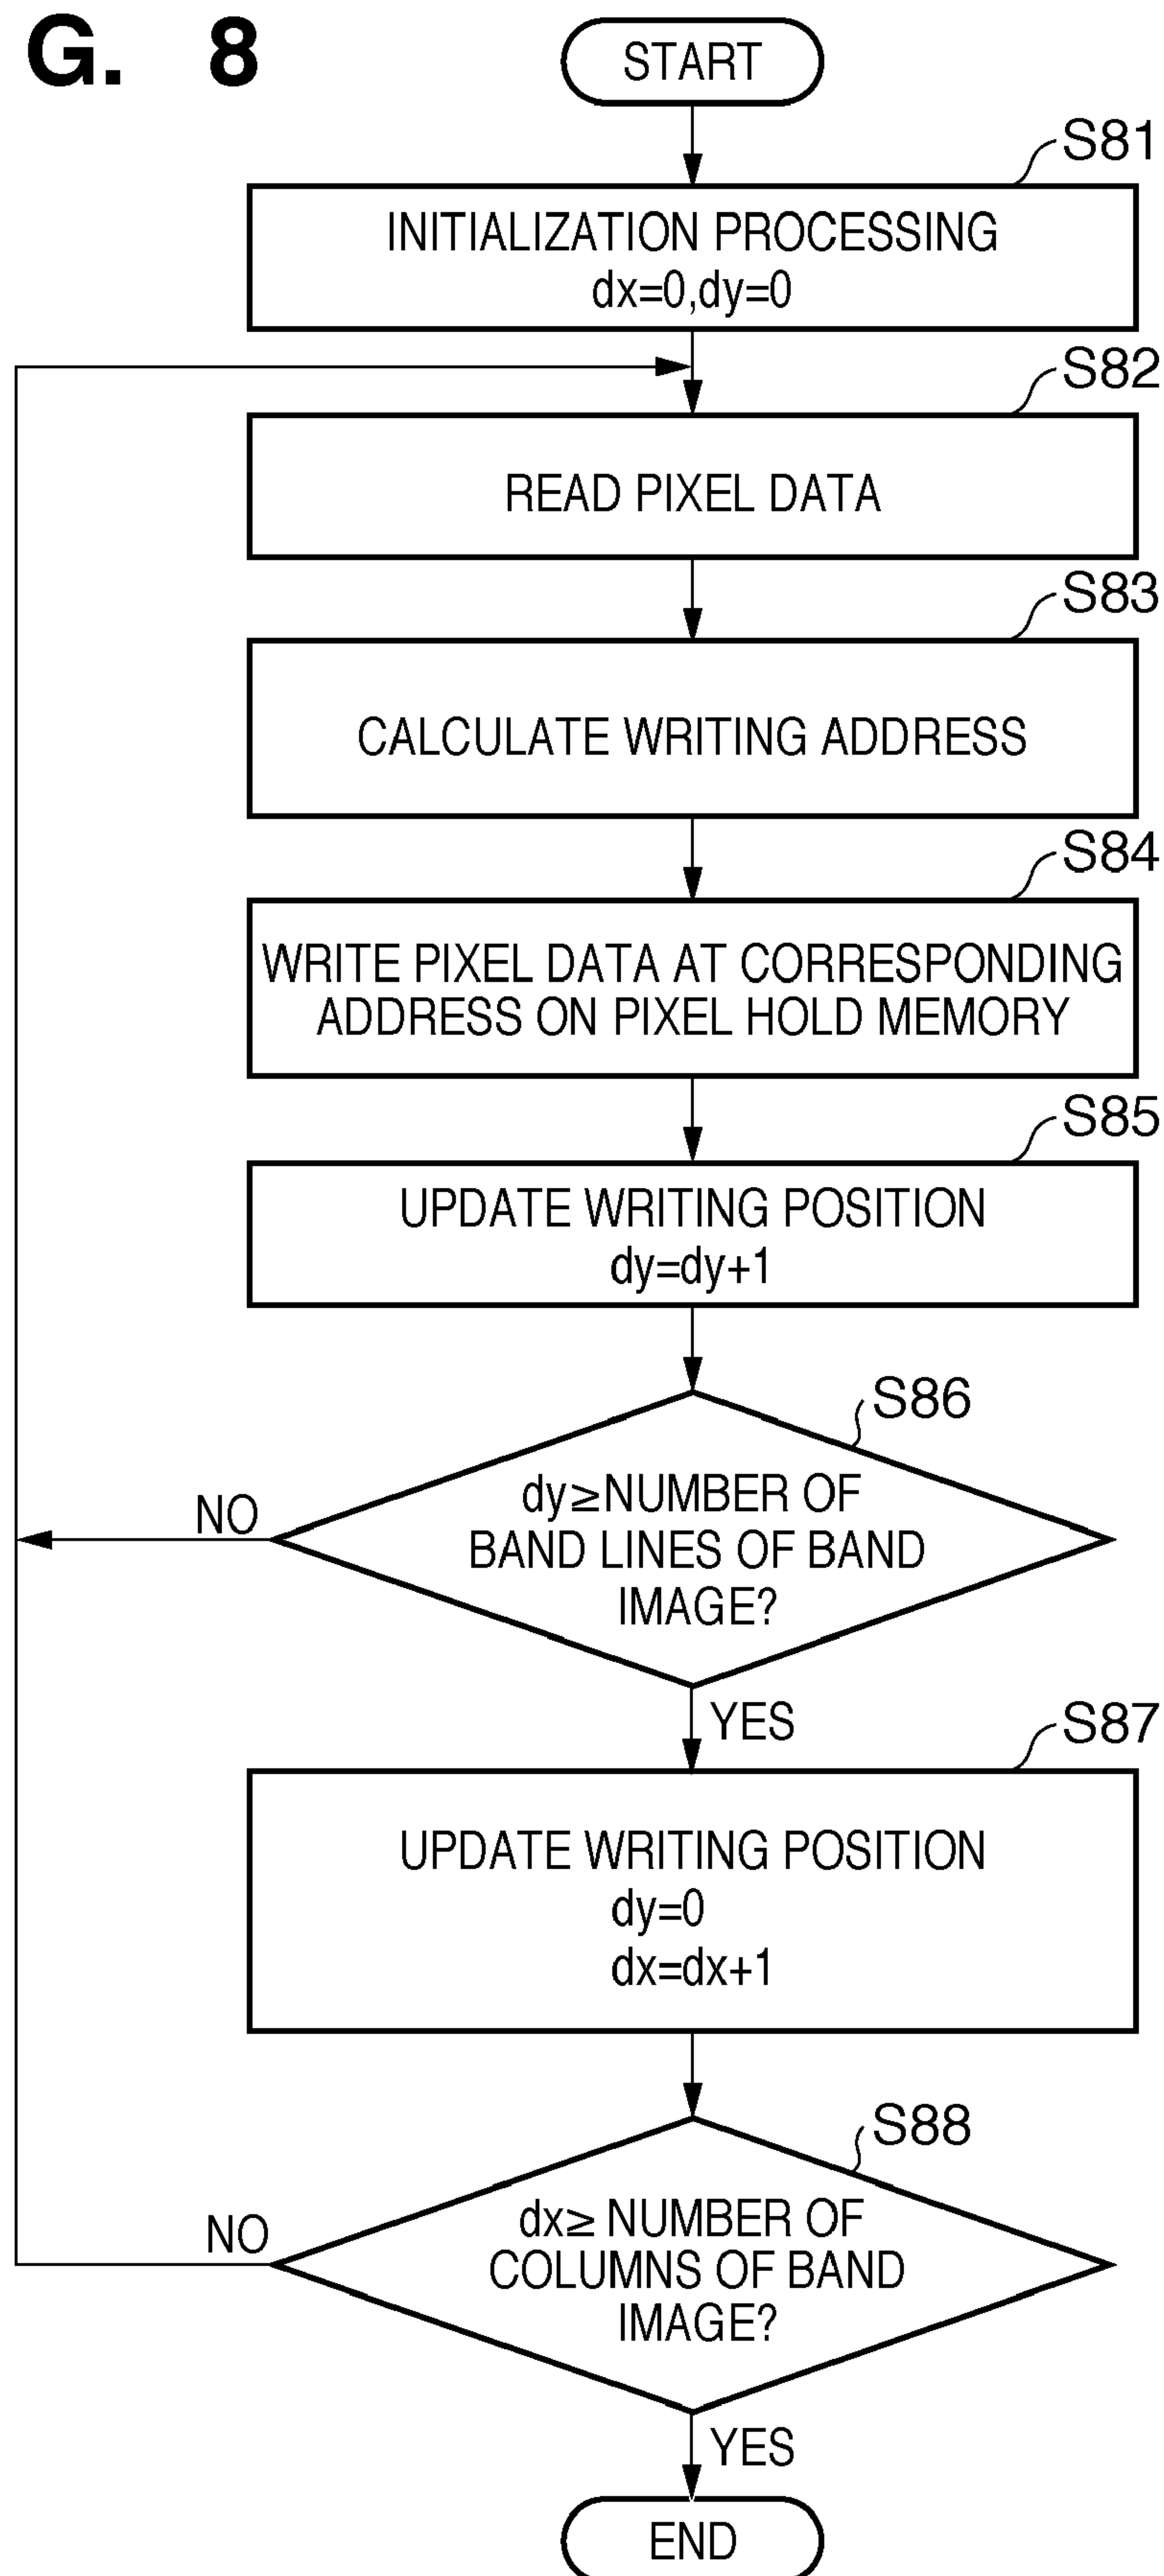 G. 8
START
S81
INITIALIZATION PROCESSING
dx=0,dy=0
S82
READ PIXEL DATA
S83
CALCULATE WRITING ADDRESS
S84
WRITE PIXEL DATA AT CORRESPONDING
ADDRESS ON PIXEL HOLD MEMORY
S85
UPDATE WRITING POSITION
dy=dy+1
S86
dy≥NUMBER OF
BAND LINES OF BAND
IMAGE?
NO
YES
S87
UPDATE WRITING POSITION
dy=0
dx=dx+1
S88
dx≥ NUMBER OF
COLUMNS OF BAND
IMAGE?
NO
YES
END